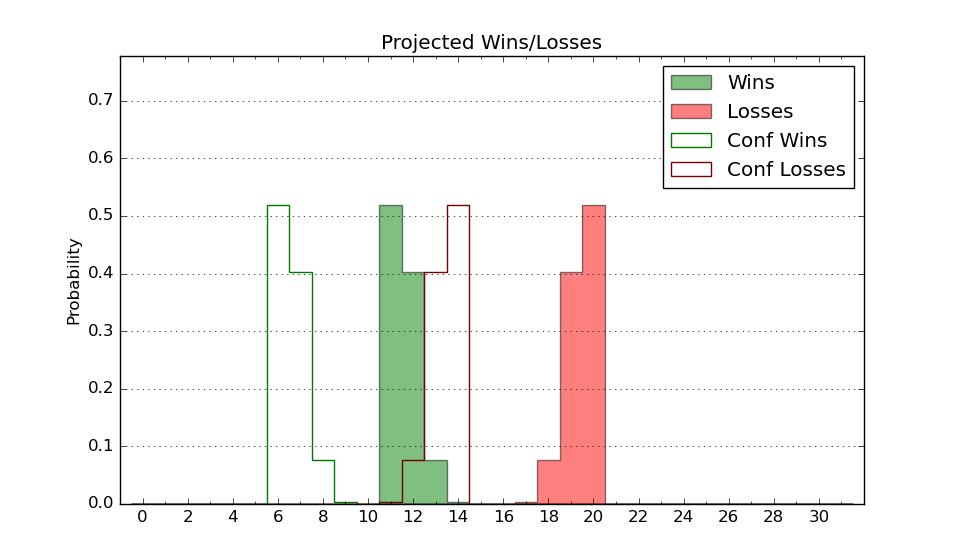 Projected Wins/Losses
Wins
Losses
Conf Wins
Conf Losses
Probability
0.7
0.6
0.5
0.4
0.3
0.2
0.1
0.0
0 2 4 6 8 10 12 14 16 18 20 22 24 26 28 30